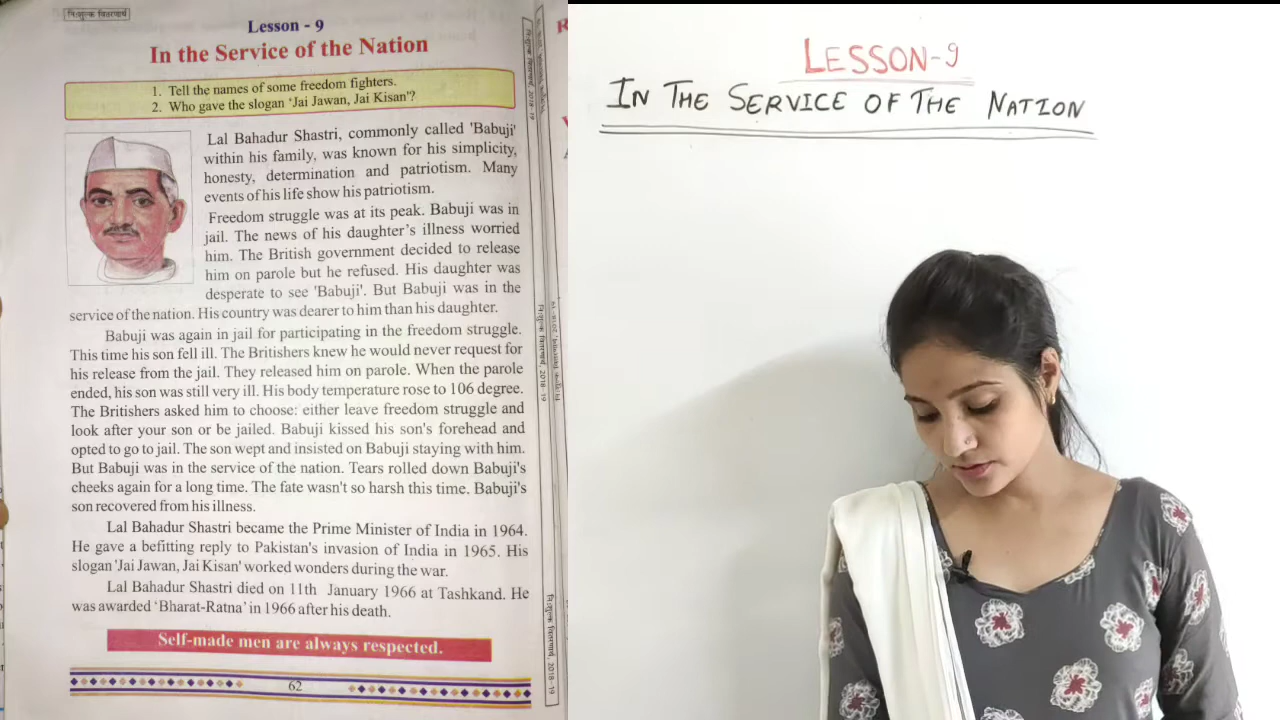 निःशुल्क वितरणार्थ
Lesson - 9
In the Service of the Nation
1. Tell the names of some freedom fighters.
2. Who gave the slogan 'Jai Jawan, Jai Kisan'?
Lal Bahadur Shastri, commonly called 'Babuji'
within his family, was known for his simplicity,
honesty, determination and patriotism. Many
events of his life show his patriotism.
Freedom struggle was at its peak. Babuji was in
jail. The news of his daughter's illness worried
him. The British government decided to release
him on parole but he refused. His daughter was
desperate to see 'Babuji'. But Babuji was in the
service of the nation. His country was dearer to him than his daughter.
Babuji was again in jail for participating in the freedom struggle.
This time his son fell ill. The Britishers knew he would never request for
his release from the jail. They released him on parole. When the parole
ended, his son was still very ill. His body temperature rose to 106 degree.
The Britishers asked him to choose: either leave freedom struggle and
look after your son or be jailed. Babuji kissed his son's forehead and
opted to go to jail. The son wept and insisted on Babuji staying with him.
But Babuji was in the service of the nation. Tears rolled down Babuji's
cheeks again for a long time. The fate wasn't so harsh this time. Babuji's
son recovered from his illness.
Lal Bahadur Shastri became the Prime Minister of India in 1964.
He gave a befitting reply to Pakistan's invasion of India in 1965. His
slogan 'Jai Jawan, Jai Kisan' worked wonders during the war.
Lal Bahadur Shastri died on 11th January 1966 at Tashkand. He
was awarded 'Bharat-Ratna' in 1966 after his death.
Self-made men are always respected.
62
निःशुल्क वितरणार्थ, 2018-19
निःशुल्क वितरणार्थ, 2018-19
निःशुल्क वितरणार्थ, 2018-19
LESSON-9
IN THE SERVICE OF THE NATION